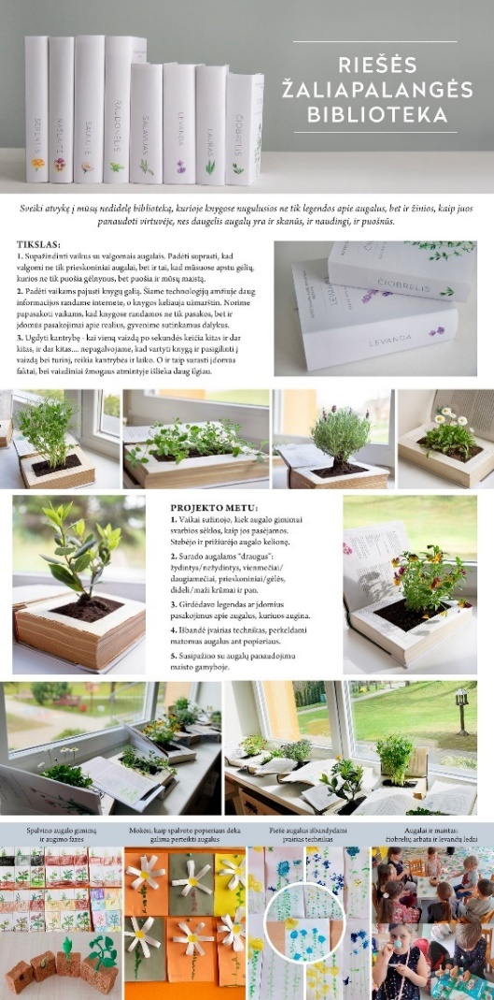 RIEŠĖS
ŽALIAPALANGĖS
BIBLIOTEKA
NAŠLAITĖ
SALAVIJAS
LEVANDA
LAURAS
ČIOBRELIS
Sveiki atvykę į mūsų nedidelę biblioteką, kurioje knygose nugulusios ne tik legendos apie augalus, bet ir žinios, kaip juos
panaudoti virtuvėje, nes daugelis augalų yra ir skanūs, ir naudingi, ir puošnūs.
TIKSLAS:
1. Supažindinti vaikus su valgomais augalais. Padėti suprasti, kad
valgomi ne tik prieskoniniai augalai, bet ir tai, kad mūsuose apstu gėlių,
kurios ne tik puošia gėlynus, bet puošia ir mūsų maistą.
2. Padėti vaikams pajusti knygų galią. Šiame technologijų amžiuje daug
informacijos randame internete, o knygos keliauja užmarštin. Norime
papasakoti vaikams, kad knygose randamos ne tik pasakos, bet ir
įdomūs pasakojimai apie realius, gyvenime sutinkamus dalykus.
3. Ugdyti kantrybę - kai vieną vaizdą po sekundės keičia kitas ir dar
kitas, ir dar kitas.... nepagalvojame, kad vartyti knygą ir pasigilinti į
vaizdą bei turinį, reikia kantrybės ir laiko. O ir taip surasti įdomūs
faktai, bei vaizdiniai žmogaus atmintyje išlieka daug ilgiau.
ČIOBRELIS
LEVANDA
PROJEKTO METU:
1. Vaikai sužinojo, kiek augalo gimimui
svarbios sėklos, kaip jos pasėjamos.
Stebėjo ir prižiūrėjo augalo kelionę.
2. Surado augalams "draugus":
žydintys/nežydintys, vienmečiai/
daugiamečiai, prieskoniniai/gėlės,
dideli/maži krūmai ir pan.
3. Girdėdavo legendas ar įdomius
pasakojimus apie augalus, kuriuos augina.
4. Išbandė įvairias technikas, perkeldami
matomus augalus ant popieriaus.
5. Susipažino su augalų panaudojimu
maisto gamyboje.
Spalvino augalo gimimą
ir augimo fazes
Mokėsi, kaip spalvoto popieriaus dėka
galima perteikti augalus
Piešė augalus išbandydami
įvairias technikas
Augalai ir maistas:
čiobrelių arbata ir levandų ledai